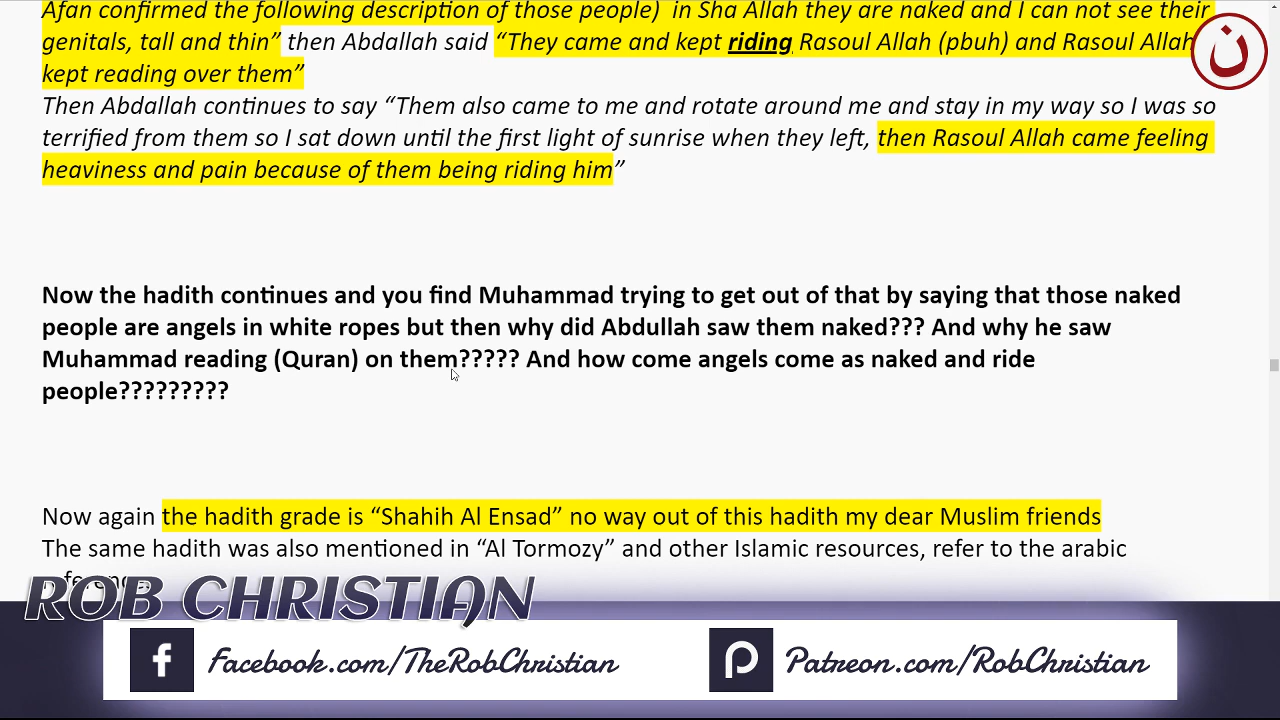 Afan confirmed the following description of those people)  in Sha Allah they are naked and I can not see their
genitals, tall and thin” then Abdallah said “They came and kept riding Rasoul Allah (pbuh) and Rasoul Allah
kept reading over them”
Then Abdallah continues to say “Them also came to me and rotate around me and stay in my way so I was so
terrified from them so I sat down until the first light of sunrise when they left, then Rasoul Allah came feeling
heaviness and pain because of them being riding him”
Now the hadith continues and you find Muhammad trying to get out of that by saying that those naked
people are angels in white ropes but then why did Abdullah saw them naked??? And why he saw
Muhammad reading (Quran) on them????? And how come angels come as naked and ride
people?????????
Now again the hadith grade is “Shahih Al Ensad” no way out of this hadith my dear Muslim friends
The same hadith was also mentioned in “Al Tormozy” and other Islamic resources, refer to the arabic
ROB CHRISTIAN
Facebook.com/TheRobChristian
Patreon.com/RobChristian
ن